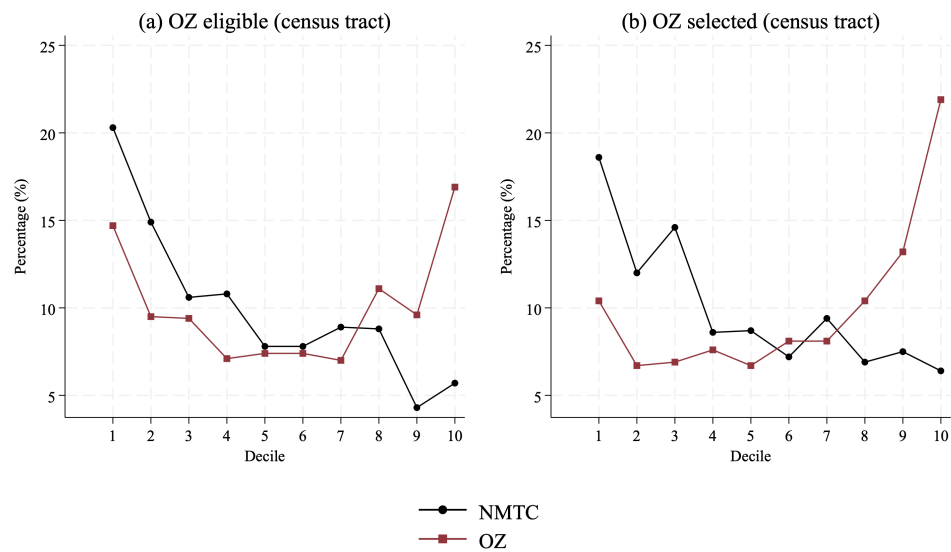 (a) OZ eligible (census tract)
25
20
15
10
5
Percentage (%)
1 2 3 4 5 6 7 8 9 10
Decile
(b) OZ selected (census tract)
25
20
15
10
5
Percentage (%)
1 2 3 4 5 6 7 8 9 10
Decile
NMTC
OZ